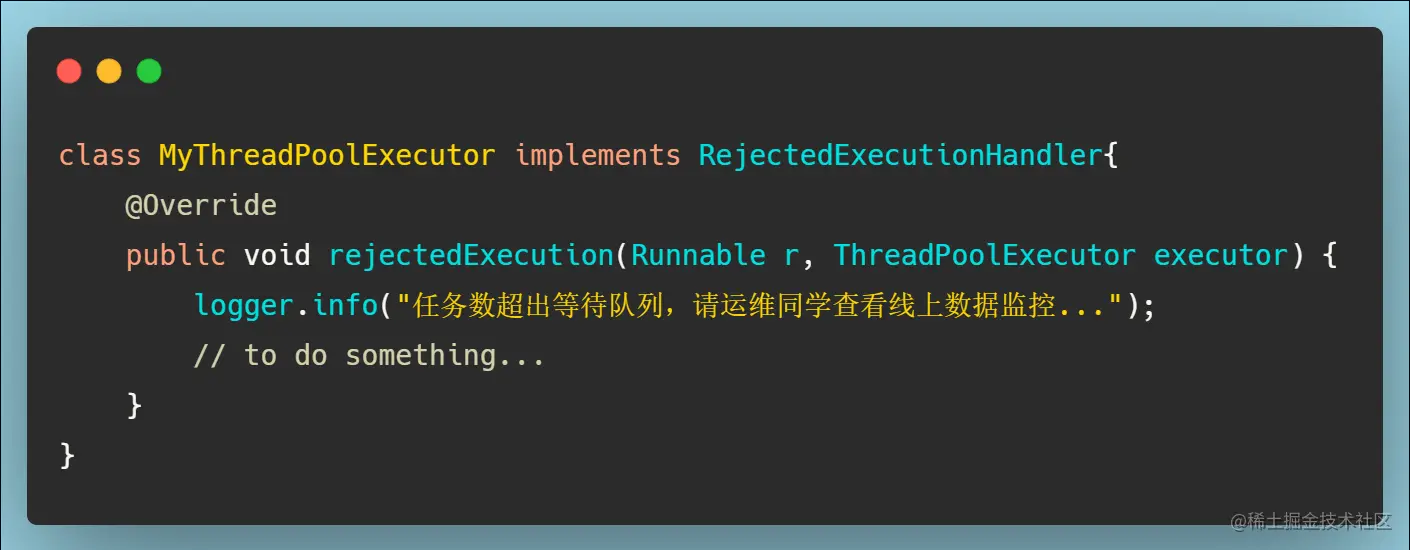 class MyThreadPoolExecutor implements RejectedExecutionHandler{
    @Override
    public void rejectedExecution(Runnable r, ThreadPoolExecutor executor) {
        logger.info("任务数超出等待队列，请运维同学查看线上数据监控...");
        // to do something...
    }
}
@稀土掘金技术社区